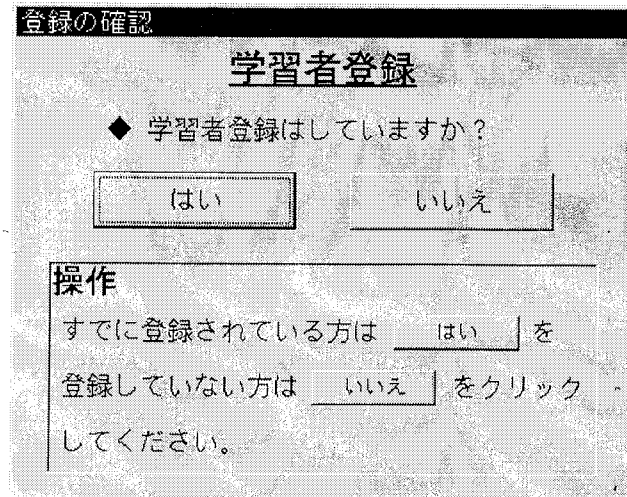 登録の確認
学習者登録
◆ 学習者登録はしていますか？
はい いいえ
操作
すでに登録されている方は はい を
登録していない方は いいえ をクリック
してください。